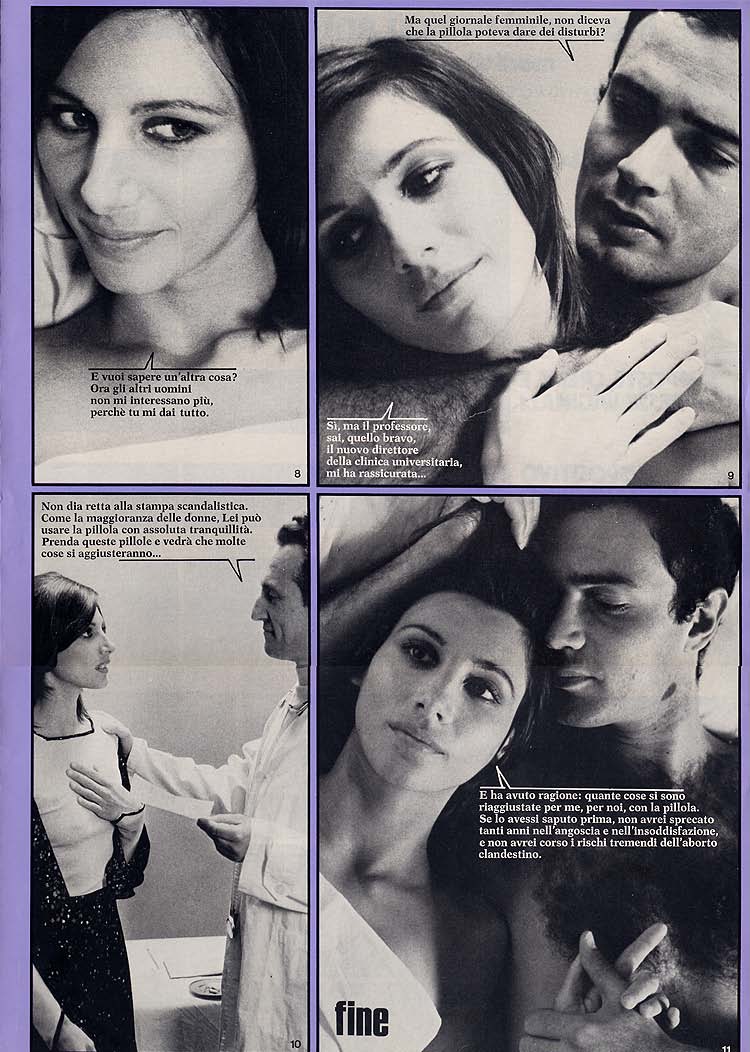 E vuoi sapere un'altra cosa?
Ora gli altri uomini
non mi interessano più,
perchè tu mi dai tutto.
8
Ma quel giornale femminile, non diceva
che la pillola poteva dare dei disturbi?
Sì, ma il professore,
sai, quello bravo,
il nuovo direttore
della clinica universitaria,
mi ha rassicurata...
9
Non dia retta alla stampa scandalistica.
Come la maggioranza delle donne, Lei può
usare la pillola con assoluta tranquillità.
Prenda queste pillole e vedrà che molte
cose si aggiusteranno...
10
E ha avuto ragione: quante cose si sono
riaggiustate per me, per noi, con la pillola.
Se lo avessi saputo prima, non avrei sprecato
tanti anni nell'angoscia e nell'insoddisfazione,
e non avrei corso i rischi tremendi dell'aborto
clandestino.
fine
11